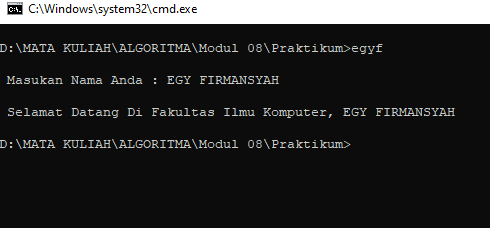 C:\Windows\system32\cmd.exe
D:\MATA KULIAH\ALGORITMA\Modul 08\Praktikum>egyf
Masukan Nama Anda : EGY FIRMANSYAH
Selamat Datang Di Fakultas Ilmu Komputer, EGY FIRMANSYAH
D:\MATA KULIAH\ALGORITMA\Modul 08\Praktikum>